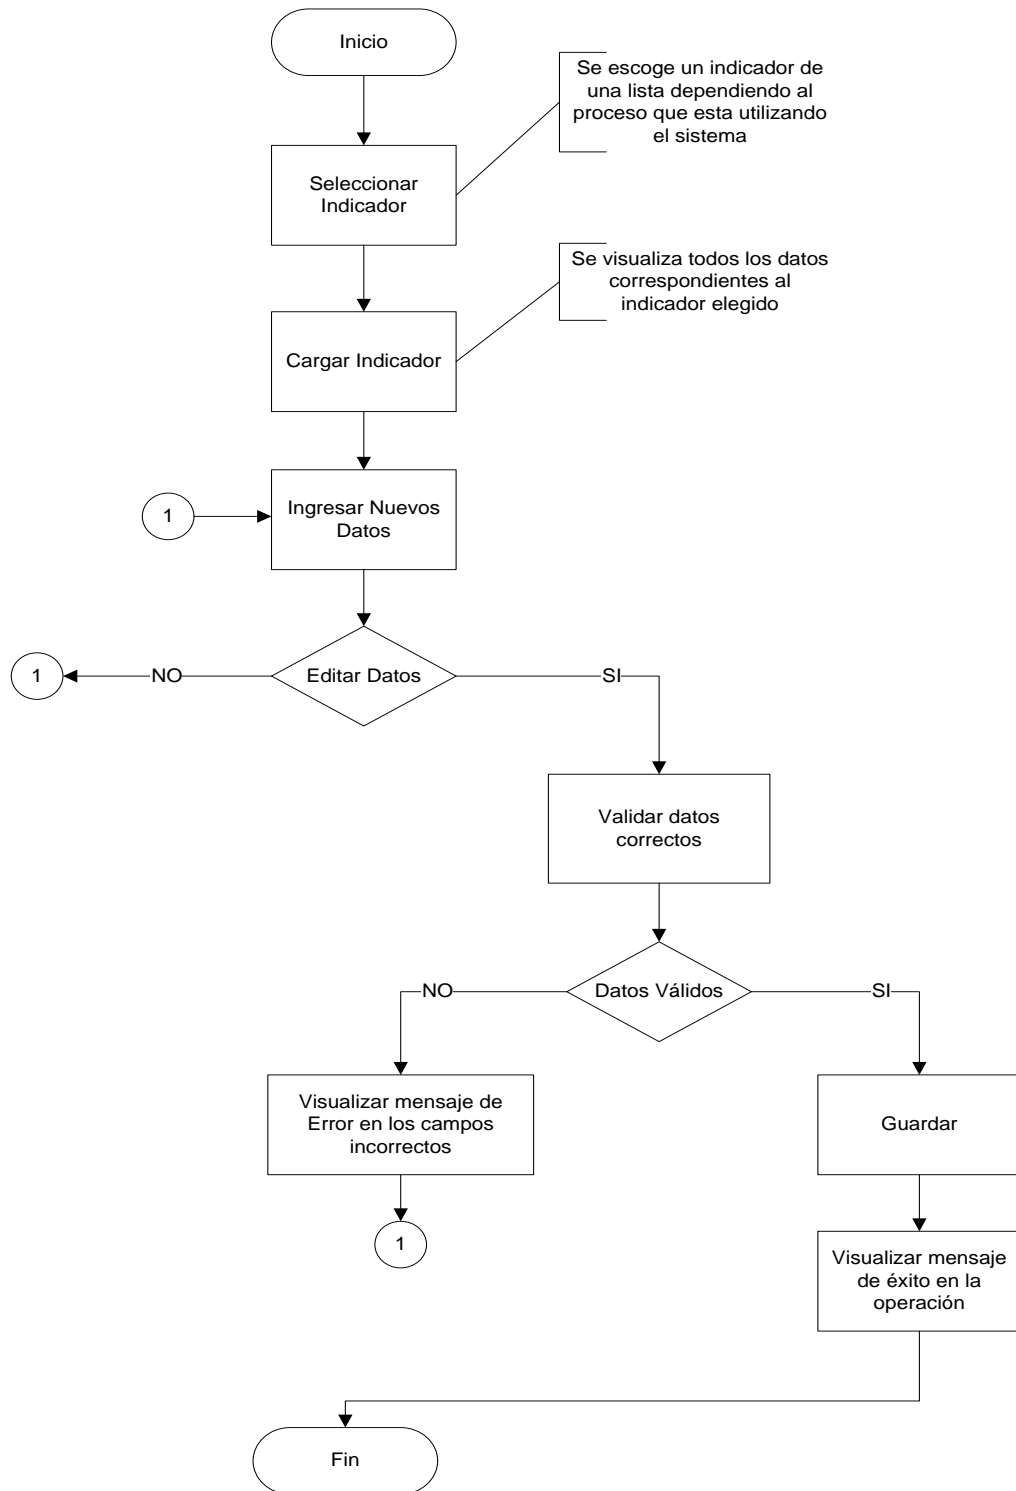 Inicio
Se escoge un indicador de
una lista dependiendo al
proceso que esta utilizando
el sistema
Seleccionar
Indicador
Se visualiza todos los datos
correspondientes al
indicador elegido
Cargar Indicador
Ingresar Nuevos
Datos
1
1
NO
Editar Datos
SI
Validar datos
correctos
NO
Datos Válidos
SI
Visualizar mensaje de
Error en los campos
incorrectos
Guardar
1
Visualizar mensaje
de éxito en la
operación
Fin